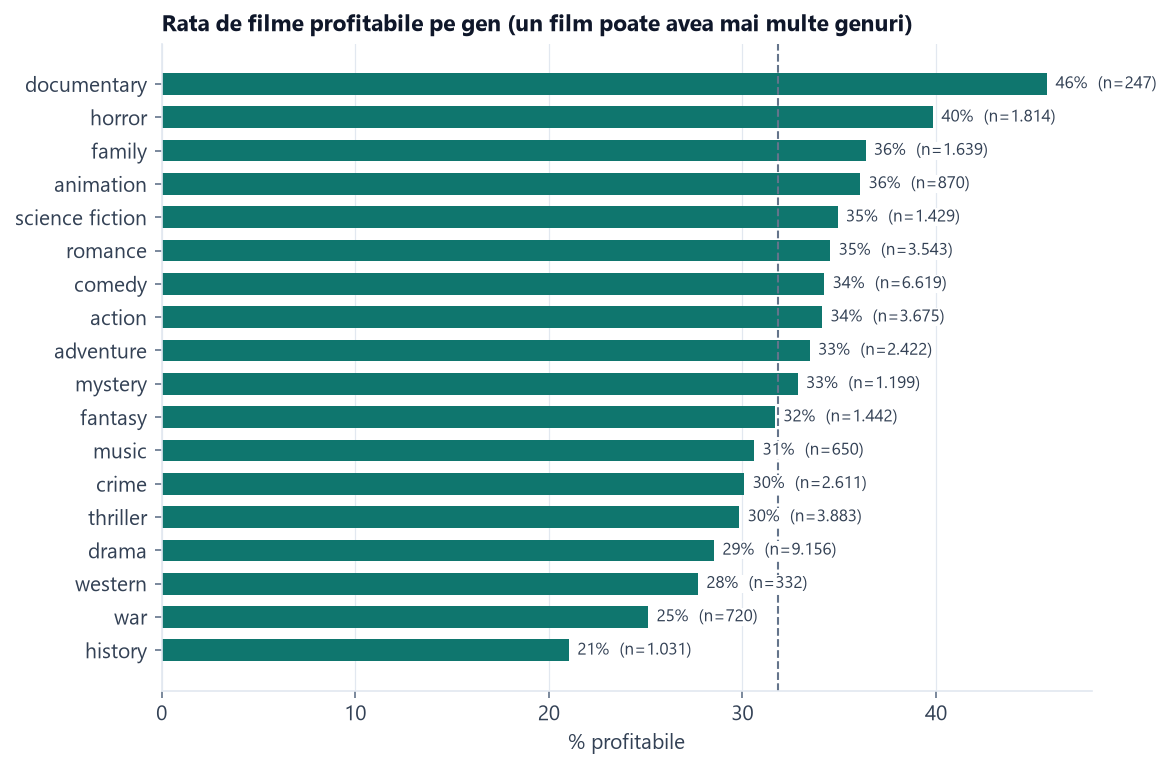 Rata de filme profitabile pe gen (un film poate avea mai multe genuri)
documentary 46% (n=247)
horror 40% (n=1.814)
family 36% (n=1.639)
animation 36% (n=870)
science fiction 35% (n=1.429)
romance 35% (n=3.543)
comedy 34% (n=6.619)
action 34% (n=3.675)
adventure 33% (n=2.422)
mystery 33% (n=1.199)
fantasy 32% (n=1.442)
music 31% (n=650)
crime 30% (n=2.611)
thriller 30% (n=3.883)
drama 29% (n=9.156)
western 28% (n=332)
war 25% (n=720)
history 21% (n=1.031)
0 10 20 30 40
% profitabile